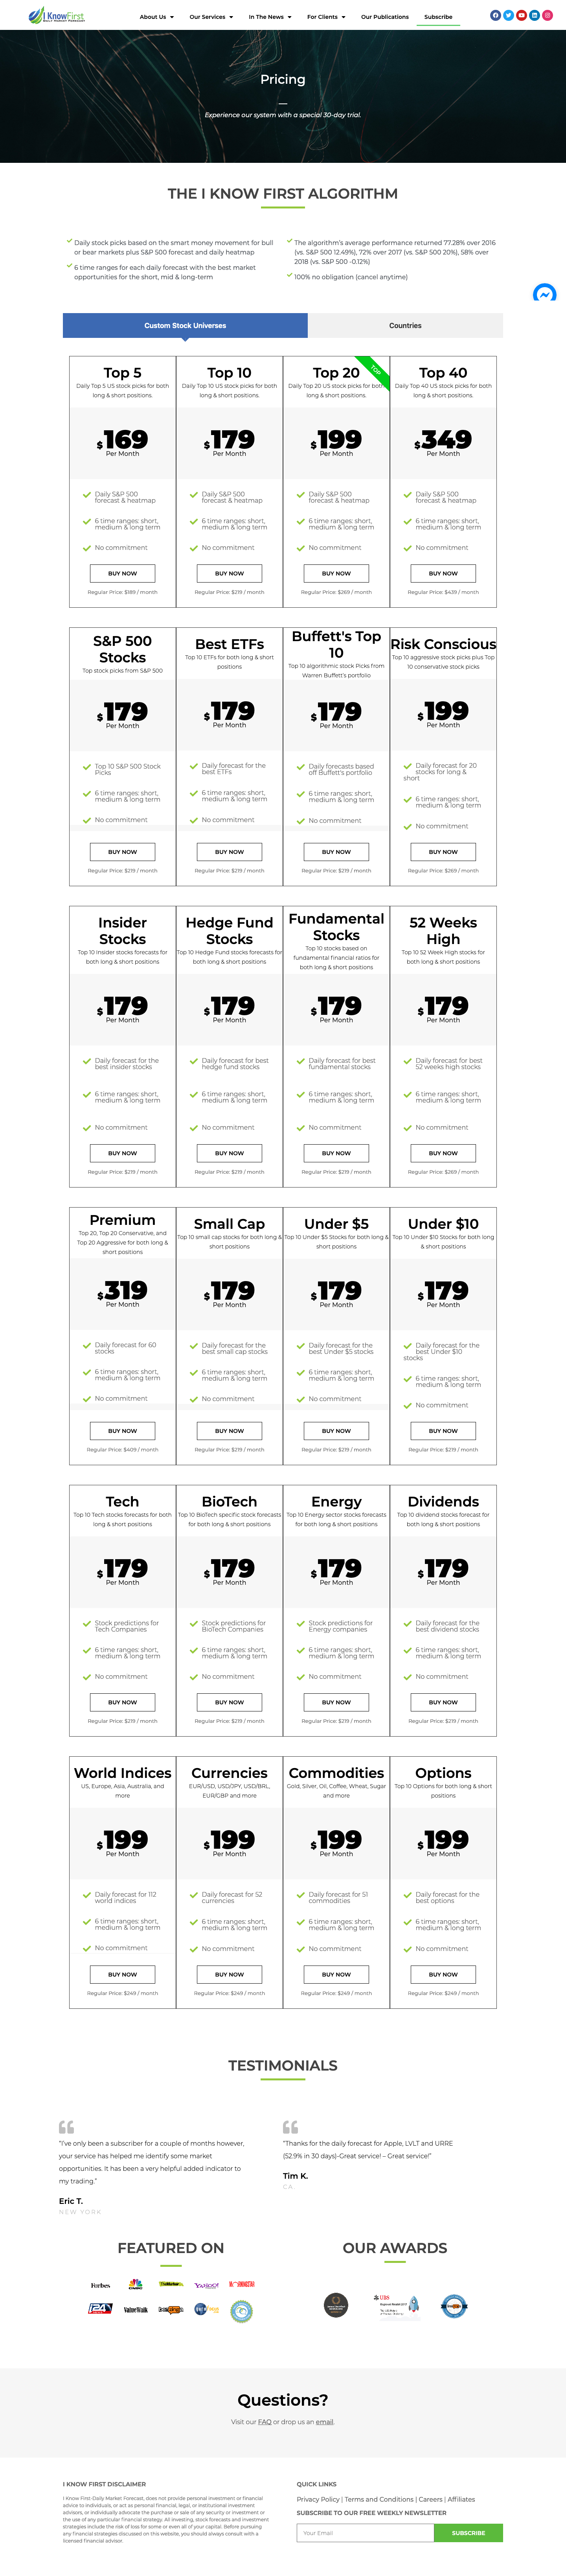 I KnowFirst
DAILY MARKET FORECAST
About Us
Our Services
In The News
For Clients
Our Publications
Subscribe
Pricing
Experience our system with a special 30-day trial.
THE I KNOW FIRST ALGORITHM
Daily stock picks based on the smart money movement for bull
or bear markets plus S&P 500 forecast and daily heatmap
6 time ranges for each daily forecast with the best market
opportunities for the short, mid & long-term
The algorithm's average performance returned 77.28% over 2016
(vs. S&P 500 12.49%), 72% over 2017 (vs. S&P 500 20%), 58% over
2018 (vs. S&P 500 -0.12%)
100% no obligation (cancel anytime)
Custom Stock Universes
Countries
Top 5
Daily Top 5 US stock picks for both
long & short positions.
$169
Per Month
Daily S&P 500
forecast & heatmap
6 time ranges: short,
medium & long term
No commitment
BUY NOW
Regular Price: $189 / month
Top 10
Daily Top 10 US stock picks for both
long & short positions.
$179
Per Month
Daily S&P 500
forecast & heatmap
6 time ranges: short,
medium & long term
No commitment
BUY NOW
Regular Price: $219 / month
TOP
Top 20
Daily Top 20 US stock picks for both
long & short positions.
$199
Per Month
Daily S&P 500
forecast & heatmap
6 time ranges: short,
medium & long term
No commitment
BUY NOW
Regular Price: $269 / month
Top 40
Daily Top 40 US stock picks for both
long & short positions.
$349
Per Month
Daily S&P 500
forecast & heatmap
6 time ranges: short,
medium & long term
No commitment
BUY NOW
Regular Price: $439 / month
S&P 500
Stocks
Top stock picks from S&P 500
$179
Per Month
Top 10 S&P 500 Stock
Picks
6 time ranges: short,
medium & long term
No commitment
BUY NOW
Regular Price: $219 / month
Best ETFs
Top 10 ETFs for both long & short
positions
$179
Per Month
Daily forecast for the
best ETFs
6 time ranges: short,
medium & long term
No commitment
BUY NOW
Regular Price: $219 / month
Buffett's Top
10
Top 10 algorithmic stock Picks from
Warren Buffett's portfolio
$179
Per Month
Daily forecasts based
off Buffett's portfolio
6 time ranges: short,
medium & long term
No commitment
BUY NOW
Regular Price: $219 / month
Risk Conscious
Top 10 aggressive stock picks plus Top
10 conservative stock picks
$199
Per Month
Daily forecast for 20
stocks for long &
short
6 time ranges: short,
medium & long term
No commitment
BUY NOW
Regular Price: $269 / month
Insider
Stocks
Top 10 Insider stocks forecasts for
both long & short positions
$179
Per Month
Daily forecast for the
best insider stocks
6 time ranges: short,
medium & long term
No commitment
BUY NOW
Regular Price: $219 / month
Hedge Fund
Stocks
Top 10 Hedge Fund stocks forecasts for
both long & short positions
$179
Per Month
Daily forecast for best
hedge fund stocks
6 time ranges: short,
medium & long term
No commitment
BUY NOW
Regular Price: $219 / month
Fundamental
Stocks
Top 10 stocks based on
fundamental financial ratios for
both long & short positions
$179
Per Month
Daily forecast for best
fundamental stocks
6 time ranges: short,
medium & long term
No commitment
BUY NOW
Regular Price: $219 / month
52 Weeks
High
Top 10 52 Week High stocks for
both long & short positions
$179
Per Month
Daily forecast for best
52 weeks high stocks
6 time ranges: short,
medium & long term
No commitment
BUY NOW
Regular Price: $269 / month
Premium
Top 20, Top 20 Conservative, and
Top 20 Aggressive for both long &
short positions
$319
Per Month
Daily forecast for 60
stocks
6 time ranges: short,
medium & long term
No commitment
BUY NOW
Regular Price: $409 / month
Small Cap
Top 10 small cap stocks for both long &
short positions
$179
Per Month
Daily forecast for the
best small cap stocks
6 time ranges: short,
medium & long term
No commitment
BUY NOW
Regular Price: $219 / month
Under $5
Top 10 Under $5 Stocks for both long &
short positions
$179
Per Month
Daily forecast for the
best Under $5 stocks
6 time ranges: short,
medium & long term
No commitment
BUY NOW
Regular Price: $219 / month
Under $10
Top 10 Under $10 Stocks for both long
& short positions
$179
Per Month
Daily forecast for the
best Under $10
stocks
6 time ranges: short,
medium & long term
No commitment
BUY NOW
Regular Price: $219 / month
Tech
Top 10 Tech stocks forecasts for both
long & short positions
$179
Per Month
Stock predictions for
Tech Companies
6 time ranges: short,
medium & long term
No commitment
BUY NOW
Regular Price: $219 / month
BioTech
Top 10 BioTech specific stock forecasts
for both long & short positions
$179
Per Month
Stock predictions for
BioTech Companies
6 time ranges: short,
medium & long term
No commitment
BUY NOW
Regular Price: $219 / month
Energy
Top 10 Energy sector stocks forecasts
for both long & short positions
$179
Per Month
Stock predictions for
Energy companies
6 time ranges: short,
medium & long term
No commitment
BUY NOW
Regular Price: $219 / month
Dividends
Top 10 dividend stocks forecast for
both long & short positions
$179
Per Month
Daily forecast for the
best dividend stocks
6 time ranges: short,
medium & long term
No commitment
BUY NOW
Regular Price: $219 / month
World Indices
US, Europe, Asia, Australia, and
more
$199
Per Month
Daily forecast for 112
world indices
6 time ranges: short,
medium & long term
No commitment
BUY NOW
Regular Price: $249 / month
Currencies
EUR/USD, USD/JPY, USD/BRL,
EUR/GBP and more
$199
Per Month
Daily forecast for 52
currencies
6 time ranges: short,
medium & long term
No commitment
BUY NOW
Regular Price: $249 / month
Commodities
Gold, Silver, Oil, Coffee, Wheat, Sugar
and more
$199
Per Month
Daily forecast for 51
commodities
6 time ranges: short,
medium & long term
No commitment
BUY NOW
Regular Price: $249 / month
Options
Top 10 Options for both long & short
positions
$199
Per Month
Daily forecast for the
best options
6 time ranges: short,
medium & long term
No commitment
BUY NOW
Regular Price: $249 / month
TESTIMONIALS
"I've only been a subscriber for a couple of months however,
your service has helped me identify some market
opportunities. It has been a very helpful added indicator to
my trading."
Eric T.
NEW YORK
"Thanks for the daily forecast for Apple, LVLT and URRE
(52.9% in 30 days)–Great service! – Great service!"
Tim K.
CA
FEATURED ON
Forbes
CNBC
YAHOO!
ValueWalk
OUR AWARDS
UBS
Questions?
Visit our FAQ or drop us an email.
I KNOW FIRST DISCLAIMER
I Know First-Daily Market Forecast, does not provide personal investment or financial
advice to individuals, or act as personal financial, legal, or institutional investment
advisors, or individually advocate the purchase or sale of any security or investment or
the use of any particular financial strategy. All investing, stock forecasts and investment
strategies include the risk of loss for some or even all of your capital. Before pursuing
any financial strategies discussed on this website, you should always consult with a
licensed financial advisor.
QUICK LINKS
Privacy Policy | Terms and Conditions | Careers | Affiliates
SUBSCRIBE TO OUR FREE WEEKLY NEWSLETTER
Your Email
SUBSCRIBE